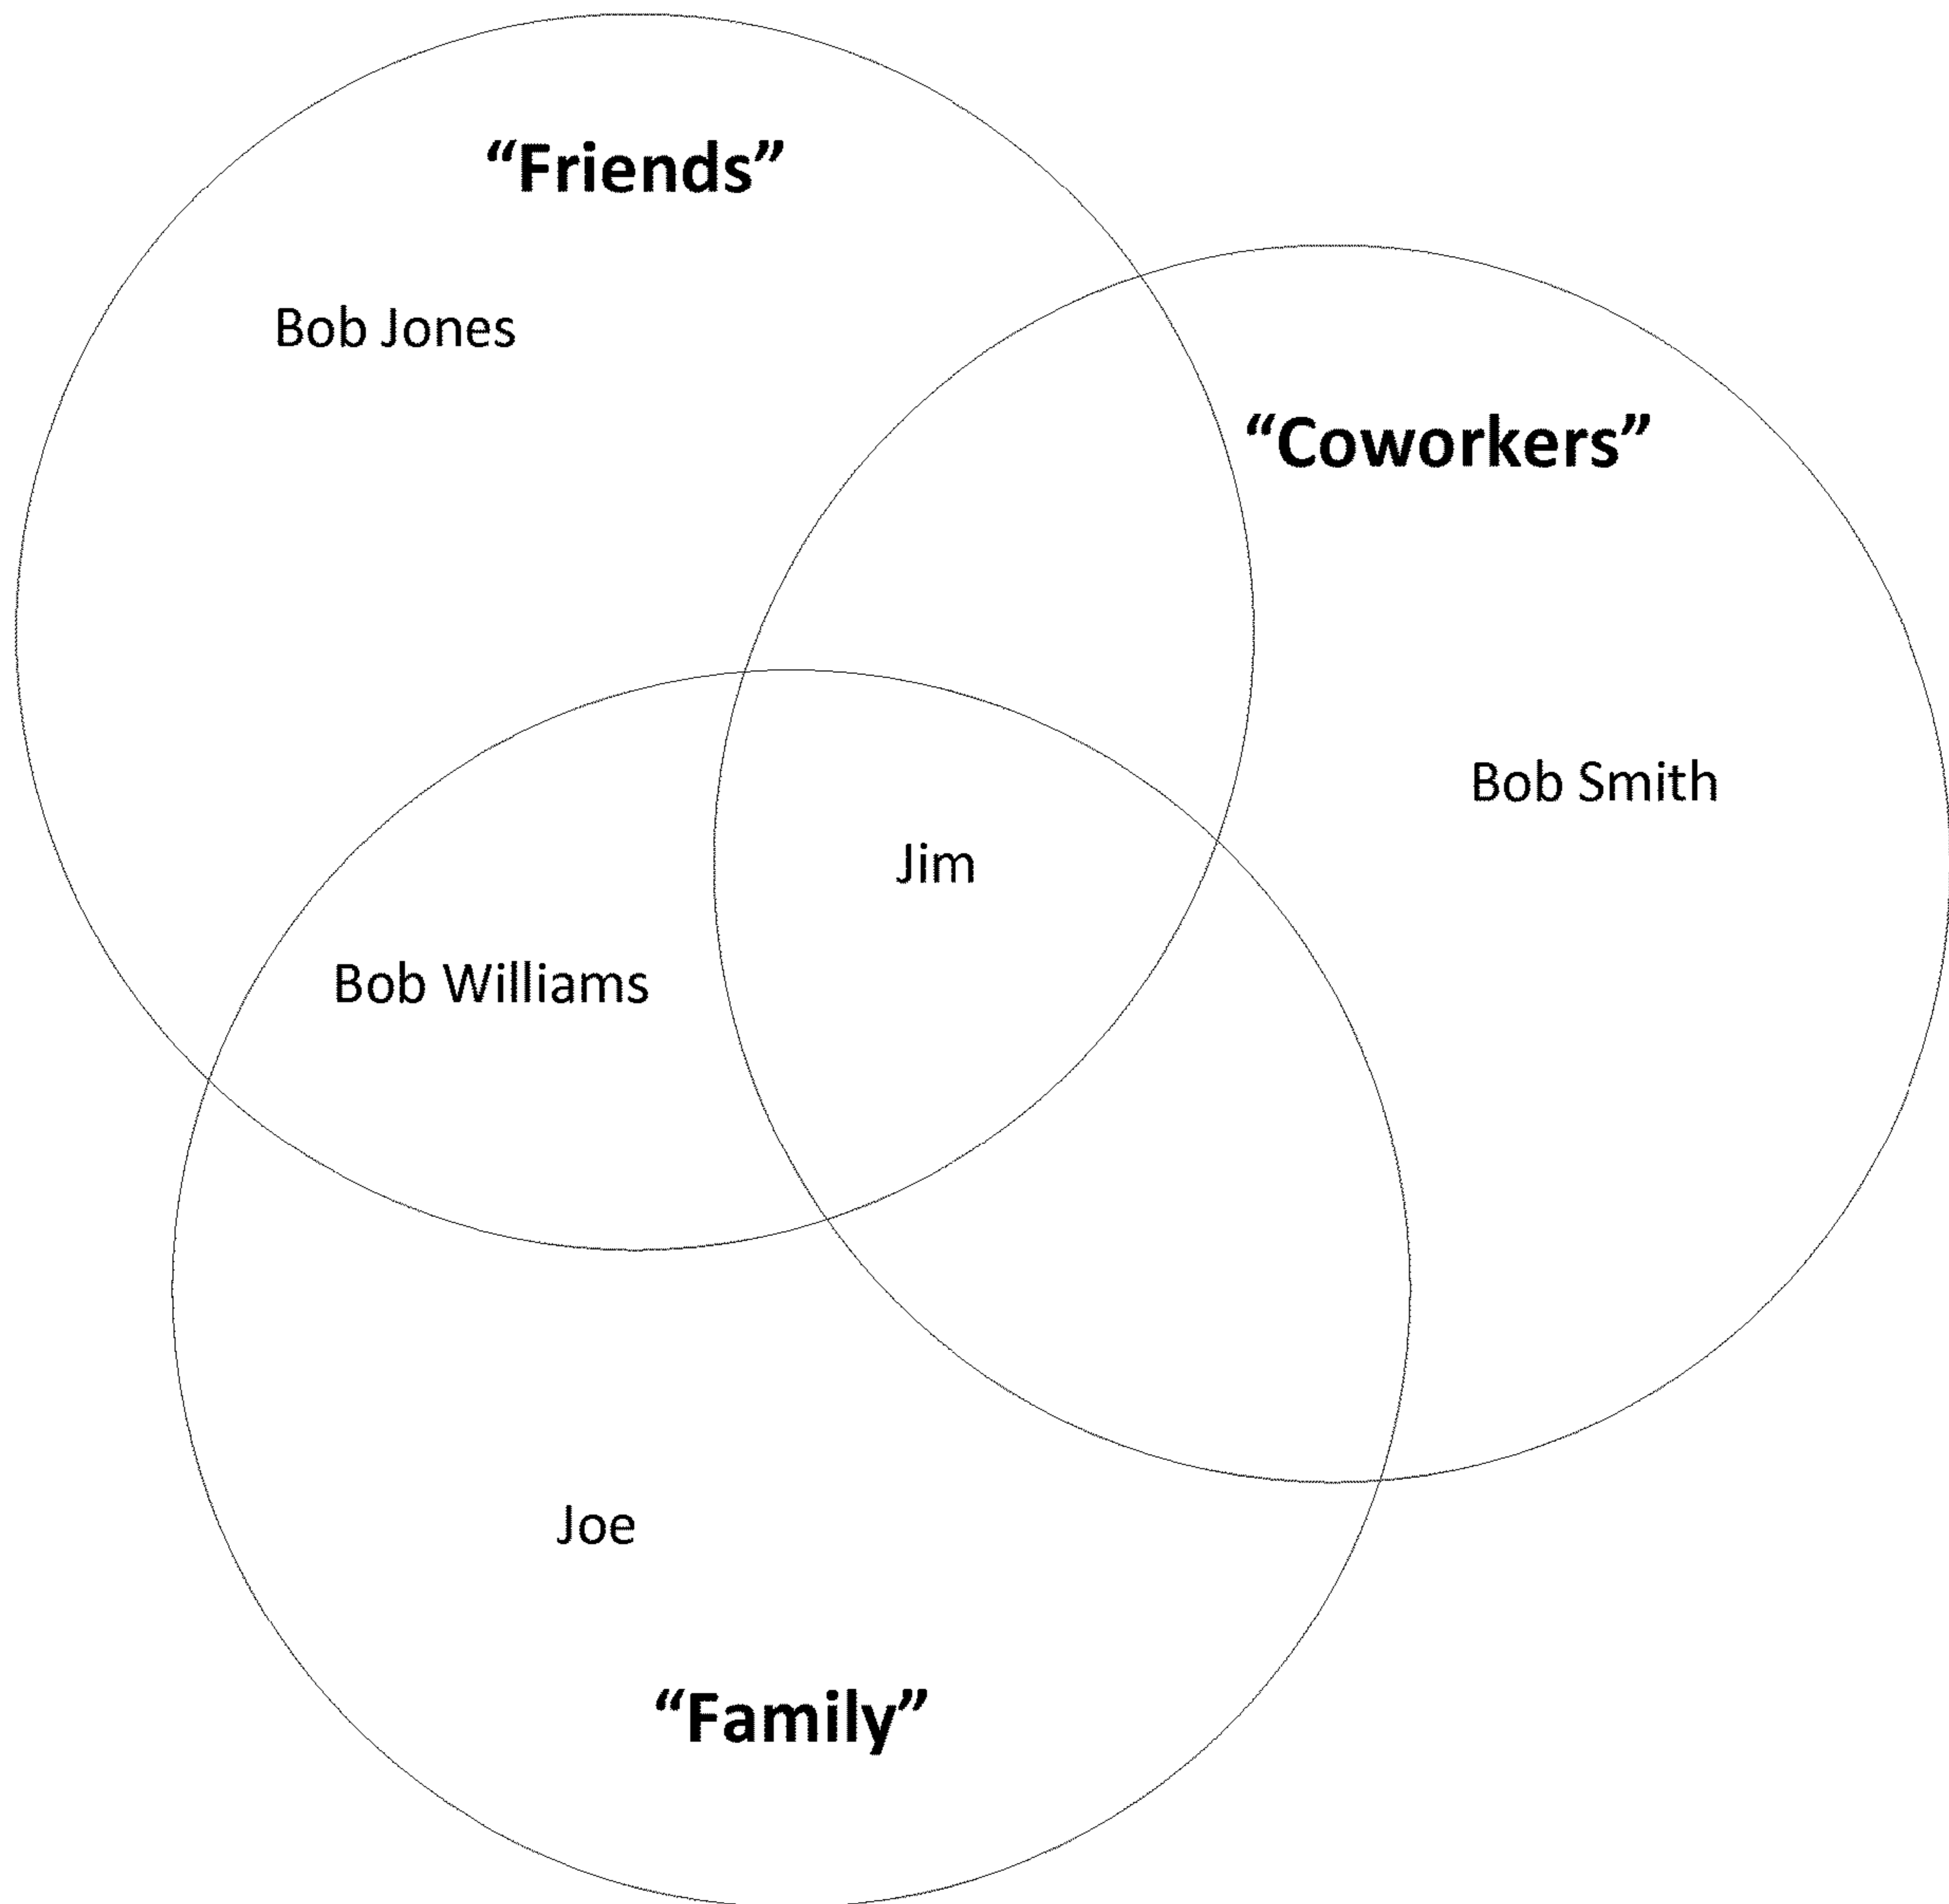 “Friends”
Bob Jones
“Coworkers”
Bob Smith
Jim
Bob Williams
Joe
“Family”